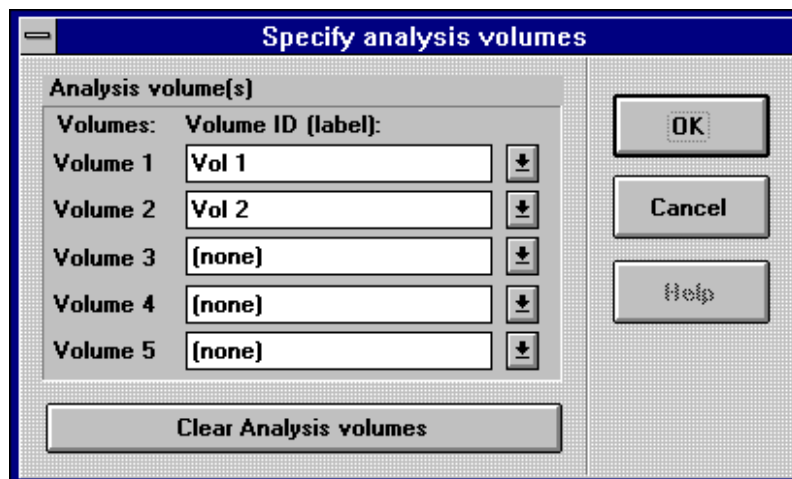 Specify analysis volumes
Analysis volume(s)
Volumes: Volume ID (label):
Volume 1 Vol 1
Volume 2 Vol 2
Volume 3 (none)
Volume 4 (none)
Volume 5 (none)
Clear Analysis volumes
OK
Cancel
Help